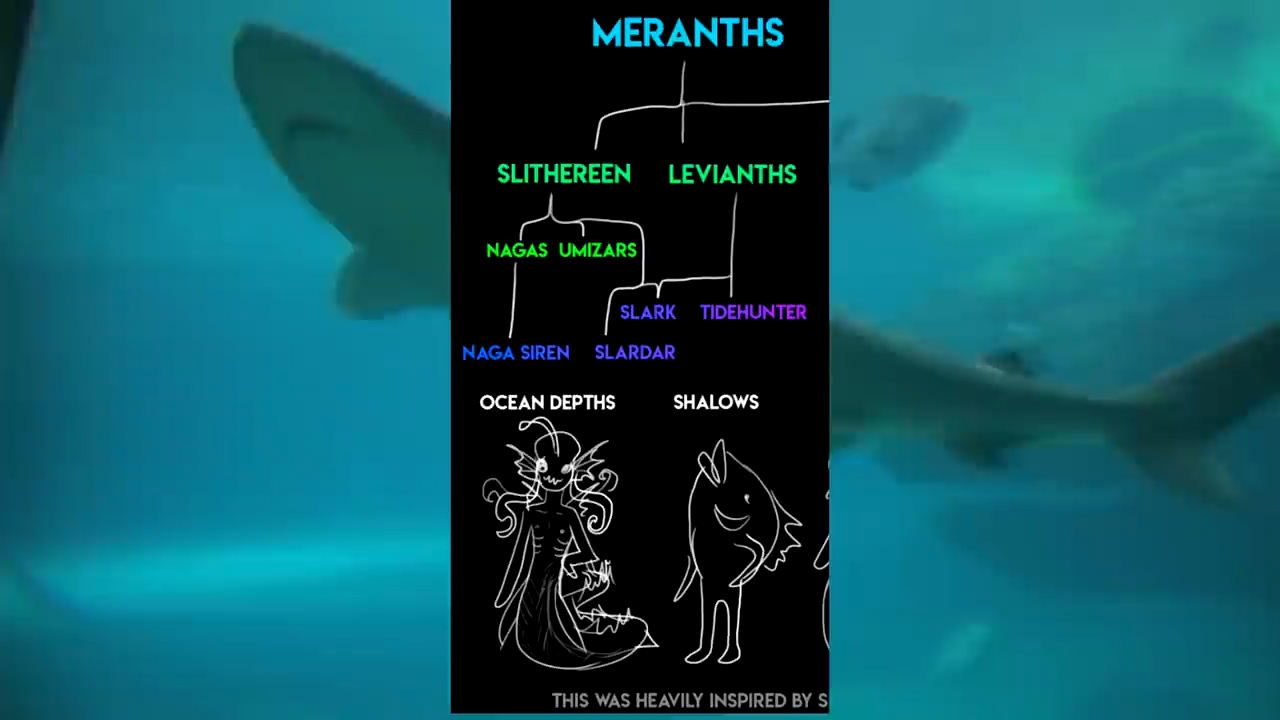 MERANTHS
SLITHEREEN LEVIANTHS
NAGAS UMIZARS
SLARK TIDEHUNTER
NAGA SIREN SLARDAR
OCEAN DEPTHS SHALOWS
THIS WAS HEAVILY INSPIRED BY S